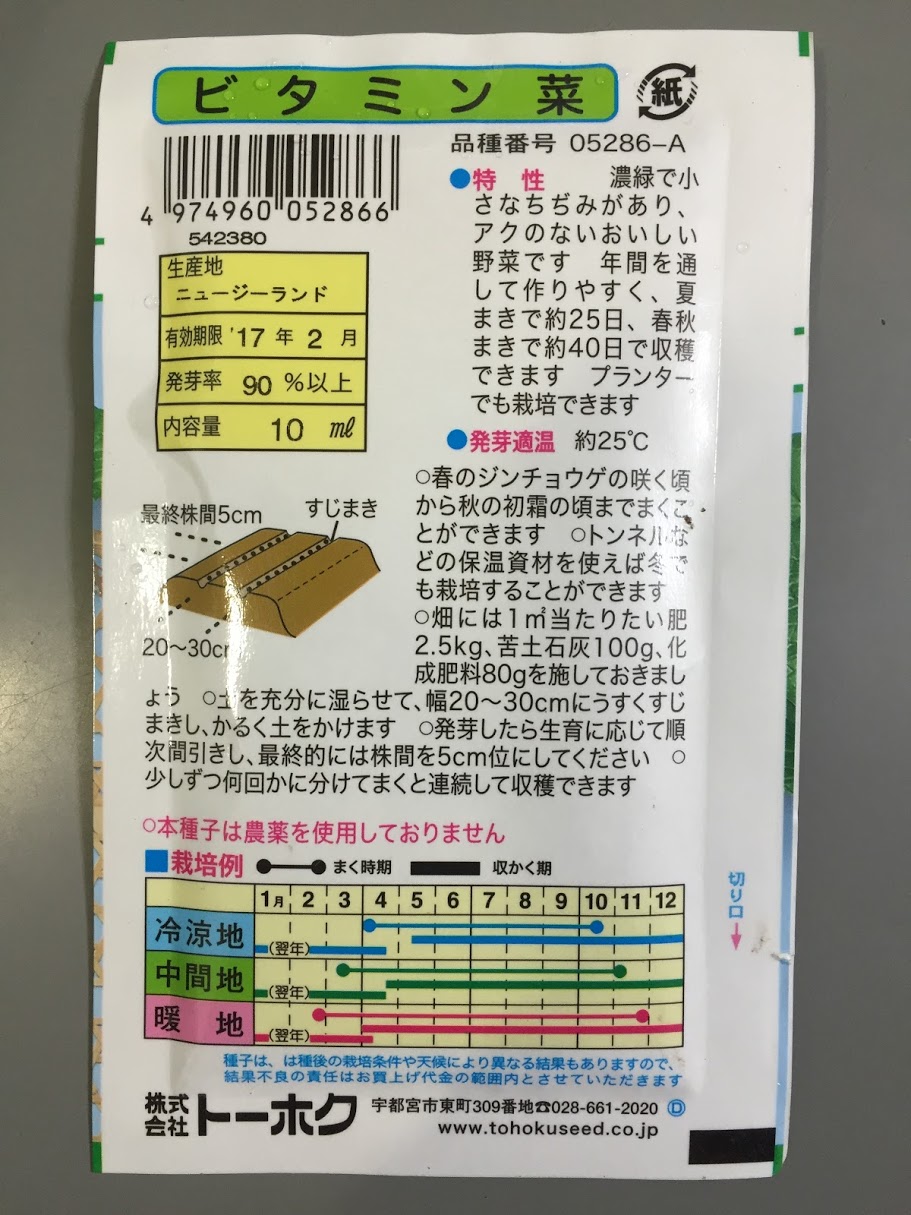 ビタミン菜
紙
品種番号 05286-A
4 974960 052866
542380
生産地
ニュージーランド
有効期限 '17 年 2 月
発芽率 90 %以上
内容量 10 ㎖
●特 性 濃緑で小
さなちぢみがあり、
アクのないおいしい
野菜です 年間を通
して作りやすく、夏
まきで約25日、春秋
まきで約40日で収穫
できます プランター
でも栽培できます
●発芽適温 約25℃
○春のジンチョウゲの咲く頃
から秋の初霜の頃までまくこ
とができます ○トンネルな
どの保温資材を使えば冬で
も栽培することができます
○畑には1㎡当たりたい肥
2.5kg、苦土石灰100g、化
成肥料80gを施しておきまし
ょう ○土を充分に湿らせて、幅20〜30cmにうすくすじ
まきし、かるく土をかけます ○発芽したら生育に応じて順
次間引きし、最終的には株間を5cm位にしてください ○
少しずつ何回かに分けてまくと連続して収穫できます
最終株間5cm
すじまき
20〜30cm
○本種子は農薬を使用しておりません
■栽培例 まく時期 収かく期
1月 2 3 4 5 6 7 8 9 10 11 12
冷涼地 (翌年)
中間地 (翌年)
暖 地 (翌年)
種子は、は種後の栽培条件や天候により異なる結果もありますので、
結果不良の責任はお買上げ代金の範囲内とさせていただきます
切り口
株式会社 トーホク 宇都宮市東町309番地☎028-661-2020 Ⓓ
www.tohokuseed.co.jp